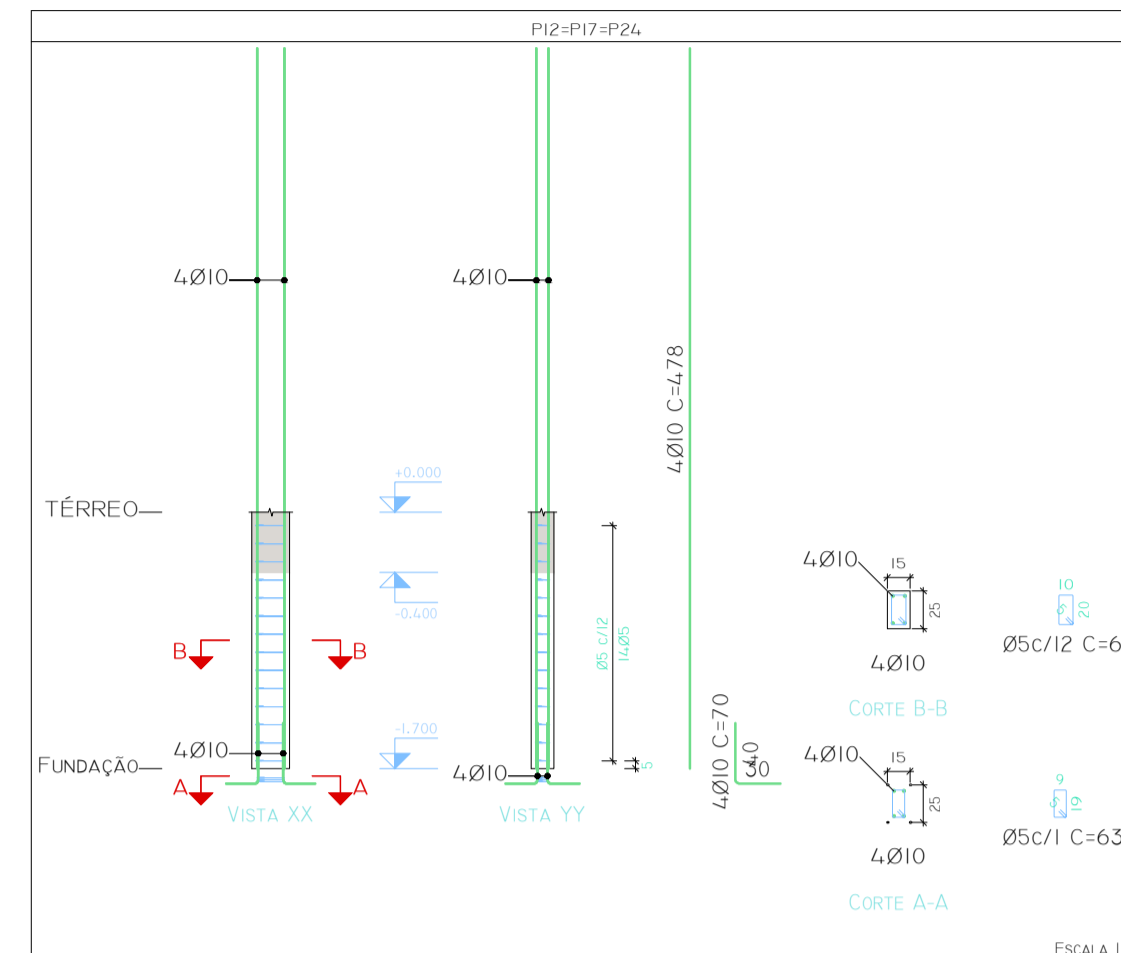 P12=P17=P24
4Ø10
4Ø10
4Ø10 C=478
+0.000
TÉRREO
-0.400
B
B
Ø5 c/12
14Ø5
4Ø10
15
25
4Ø10
CORTE B-B
10
20
Ø5c/12 C=6
-1.700
4Ø10
FUNDAÇÃO
A
A
4Ø10
5
VISTA XX
VISTA YY
4Ø10 C=70
40
30
4Ø10
15
25
4Ø10
CORTE A-A
9
19
Ø5c/1 C=63